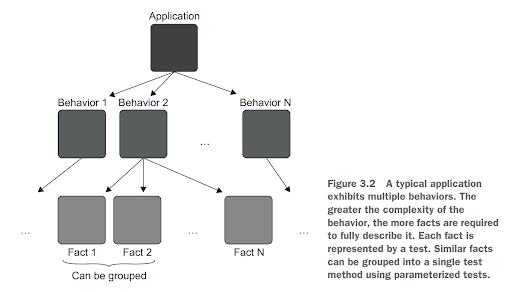 Application
Behavior 1 Behavior 2 Behavior N
...
... ... ...
Fact 1 Fact 2 Fact N
Can be grouped
Figure 3.2 A typical application
exhibits multiple behaviors. The
greater the complexity of the
behavior, the more facts are required
to fully describe it. Each fact is
represented by a test. Similar facts
can be grouped into a single test
method using parameterized tests.